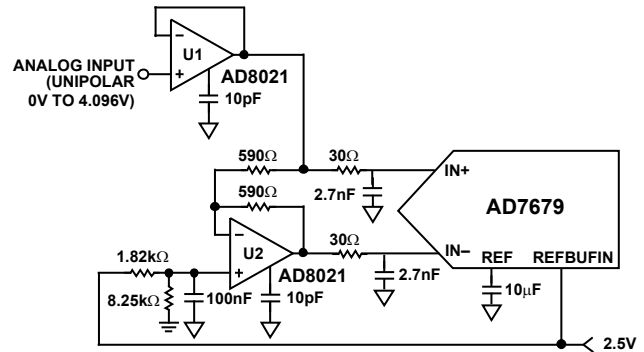 U1
ANALOG INPUT
(UNIPOLAR
0V TO 4.096V)
AD8021
10pF
590Ω
30Ω
IN+
590Ω
2.7nF
AD7679
1.82kΩ
U2
30Ω
IN–
REF
REFBUFIN
AD8021
8.25kΩ
100nF
10pF
2.7nF
10μF
2.5V